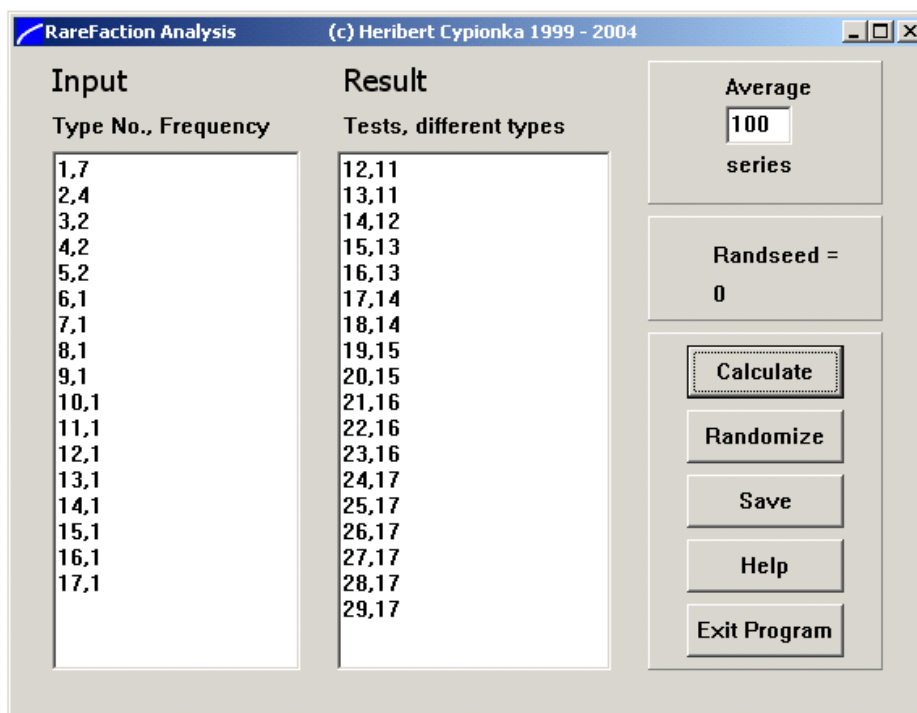 RareFaction Analysis (c) Heribert Cypionka 1999 - 2004
Input
Type No., Frequency
1,7
2,4
3,2
4,2
5,2
6,1
7,1
8,1
9,1
10,1
11,1
12,1
13,1
14,1
15,1
16,1
17,1
Result
Tests, different types
12,11
13,11
14,12
15,13
16,13
17,14
18,14
19,15
20,15
21,16
22,16
23,16
24,17
25,17
26,17
27,17
28,17
29,17
Average
100
series
Randseed =
0
Calculate
Randomize
Save
Help
Exit Program